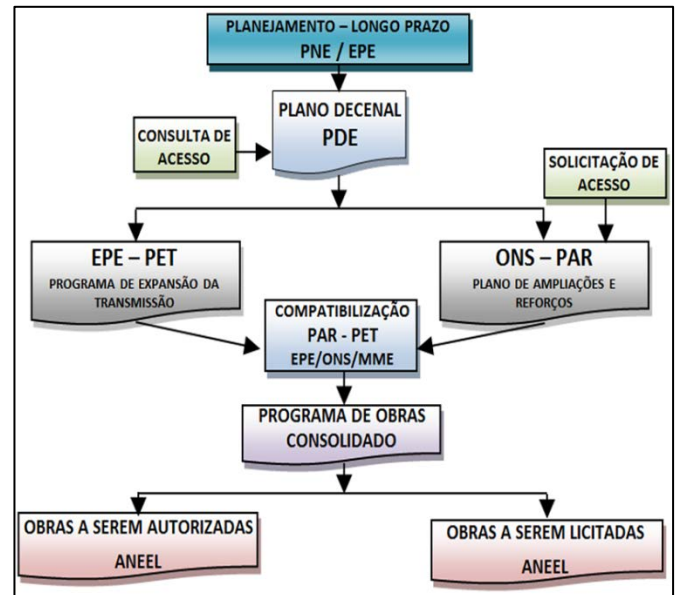 PLANEJAMENTO – LONGO PRAZO
PNE / EPE
PLANO DECENAL
PDE
CONSULTA DE
ACESSO
SOLICITAÇÃO DE
ACESSO
EPE – PET
PROGRAMA DE EXPANSÃO DA
TRANSMISSÃO
ONS – PAR
PLANO DE AMPLIAÇÕES E
REFORÇOS
COMPATIBILIZAÇÃO
PAR - PET
EPE/ONS/MME
PROGRAMA DE OBRAS
CONSOLIDADO
OBRAS A SEREM AUTORIZADAS
ANEEL
OBRAS A SEREM LICITADAS
ANEEL